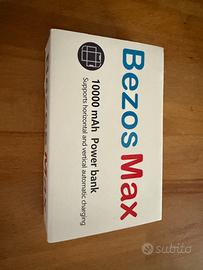 Bezos Max
10000 mAh Power bank
Supports horizontal and vertical automatic charging
subito